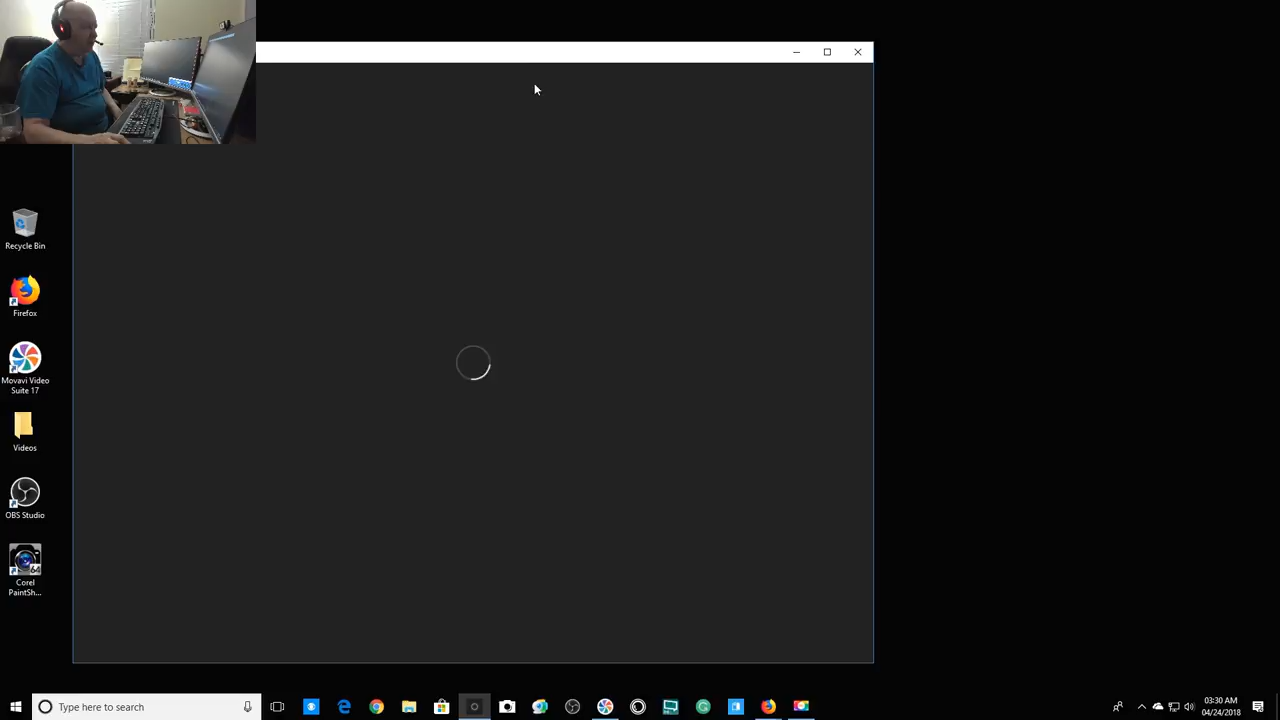 Recycle Bin
Firefox
Movavi Video
Suite 17
Videos
OBS Studio
Corel
PaintSh...
Type here to search
03:30 AM
04/24/2018